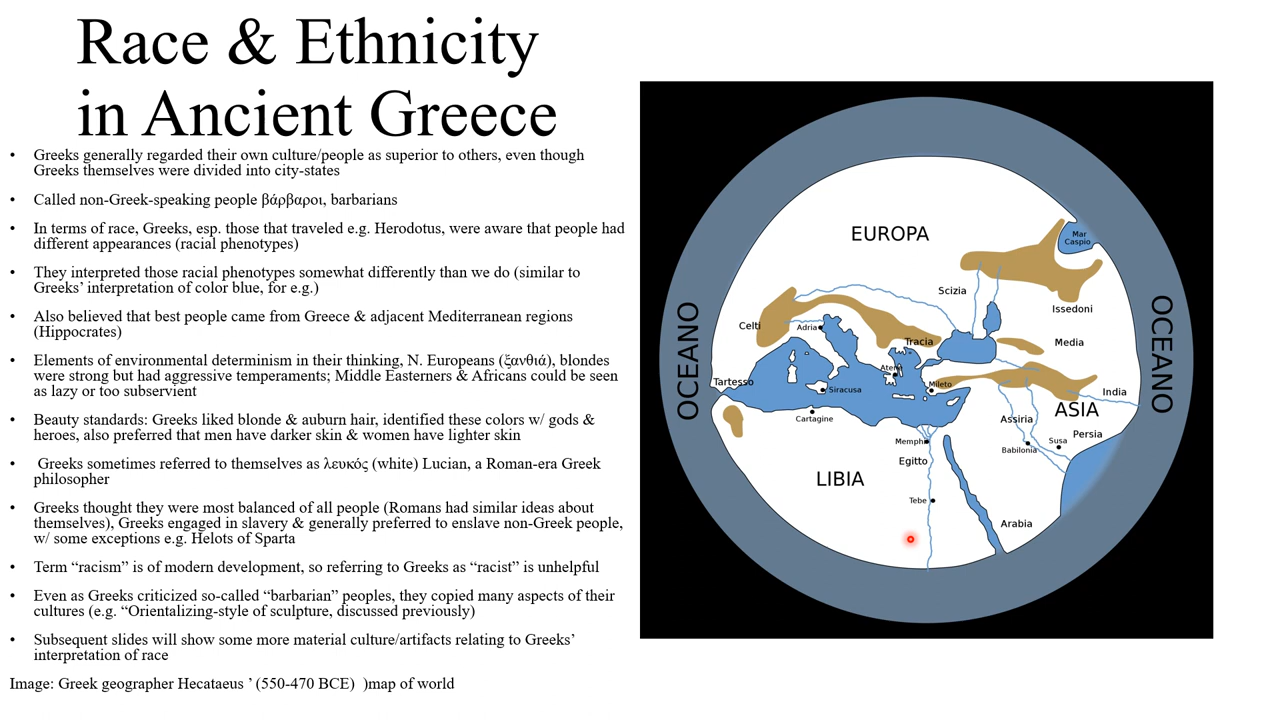 Race & Ethnicity
in Ancient Greece
• Greeks generally regarded their own culture/people as superior to others, even though
Greeks themselves were divided into city-states
• Called non-Greek-speaking people βάρβαροι, barbarians
• In terms of race, Greeks, esp. those that traveled e.g. Herodotus, were aware that people had
different appearances (racial phenotypes)
• They interpreted those racial phenotypes somewhat differently than we do (similar to
Greeks’ interpretation of color blue, for e.g.)
• Also believed that best people came from Greece & adjacent Mediterranean regions
(Hippocrates)
• Elements of environmental determinism in their thinking, N. Europeans (ξανθιά), blondes
were strong but had aggressive temperaments; Middle Easterners & Africans could be seen
as lazy or too subservient
• Beauty standards: Greeks liked blonde & auburn hair, identified these colors w/ gods &
heroes, also preferred that men have darker skin & women have lighter skin
• Greeks sometimes referred to themselves as λευκός (white) Lucian, a Roman-era Greek
philosopher
• Greeks thought they were most balanced of all people (Romans had similar ideas about
themselves), Greeks engaged in slavery & generally preferred to enslave non-Greek people,
w/ some exceptions e.g. Helots of Sparta
• Term “racism” is of modern development, so referring to Greeks as “racist” is unhelpful
• Even as Greeks criticized so-called “barbarian” peoples, they copied many aspects of their
cultures (e.g. “Orientalizing-style of sculpture, discussed previously)
• Subsequent slides will show some more material culture/artifacts relating to Greeks’
interpretation of race
Image: Greek geographer Hecataeus ’ (550-470 BCE) )map of world
EUROPA
Mar
Caspio
Scizia
Issedoni
OCEANO
OCEANO
Celti
Adria
Tracia
Media
Atene
Tartesso
Siracusa
Mileto
India
Cartagine
Assiria
ASIA
Memphi
Babilonia
Susa
Persia
Egitto
LIBIA
Tebe
Arabia